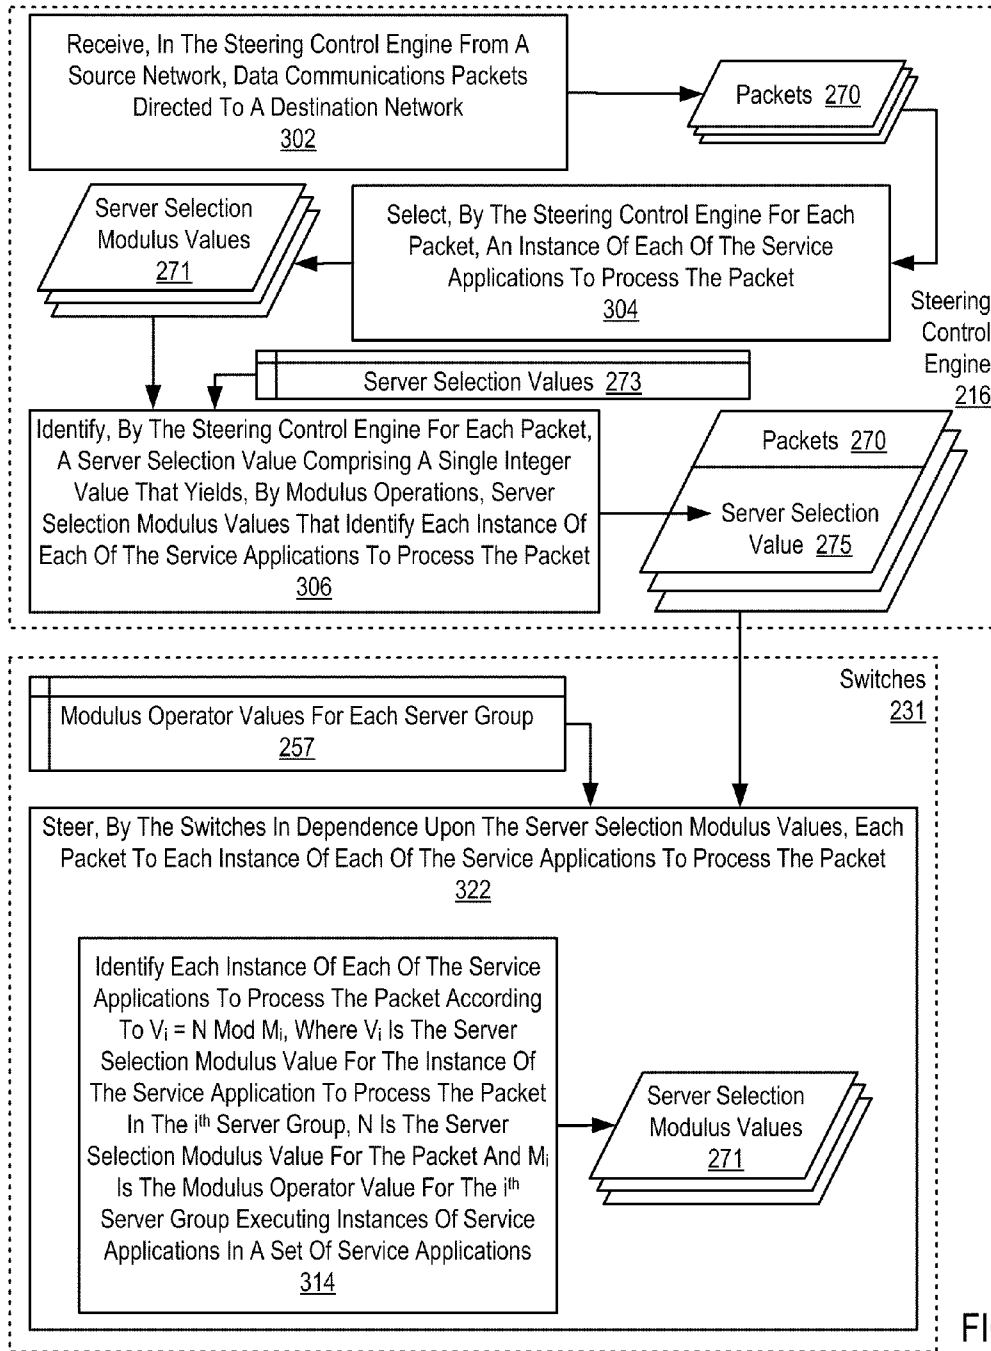 Receive, In The Steering Control Engine From A
Source Network, Data Communications Packets
Directed To A Destination Network
302
Packets 270
Server Selection
Modulus Values
271
Select, By The Steering Control Engine For Each
Packet, An Instance Of Each Of The Service
Applications To Process The Packet
304
Steering
Control
Engine
216
Server Selection Values 273
Identify, By The Steering Control Engine For Each Packet,
A Server Selection Value Comprising A Single Integer
Value That Yields, By Modulus Operations, Server
Selection Modulus Values That Identify Each Instance Of
Each Of The Service Applications To Process The Packet
306
Packets 270
Server Selection
Value 275
Switches
231
Modulus Operator Values For Each Server Group
257
Steer, By The Switches In Dependence Upon The Server Selection Modulus Values, Each
Packet To Each Instance Of Each Of The Service Applications To Process The Packet
322
Identify Each Instance Of Each Of The Service
Applications To Process The Packet According
To Vi = N Mod Mi, Where Vi Is The Server
Selection Modulus Value For The Instance Of
The Service Application To Process The Packet
In The ith Server Group, N Is The Server
Selection Modulus Value For The Packet And Mi
Is The Modulus Operator Value For The ith
Server Group Executing Instances Of Service
Applications In A Set Of Service Applications
314
Server Selection
Modulus Values
271
FI